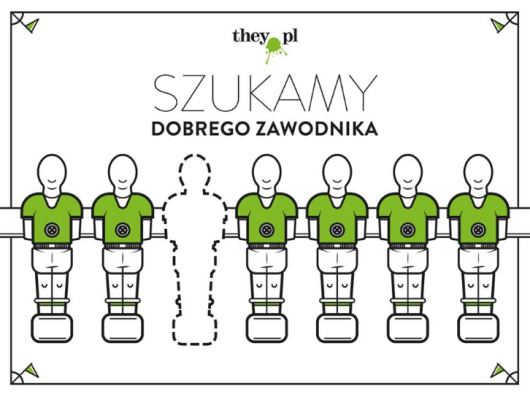 they.pl
SZUKAMY
DOBREGO ZAWODNIKA